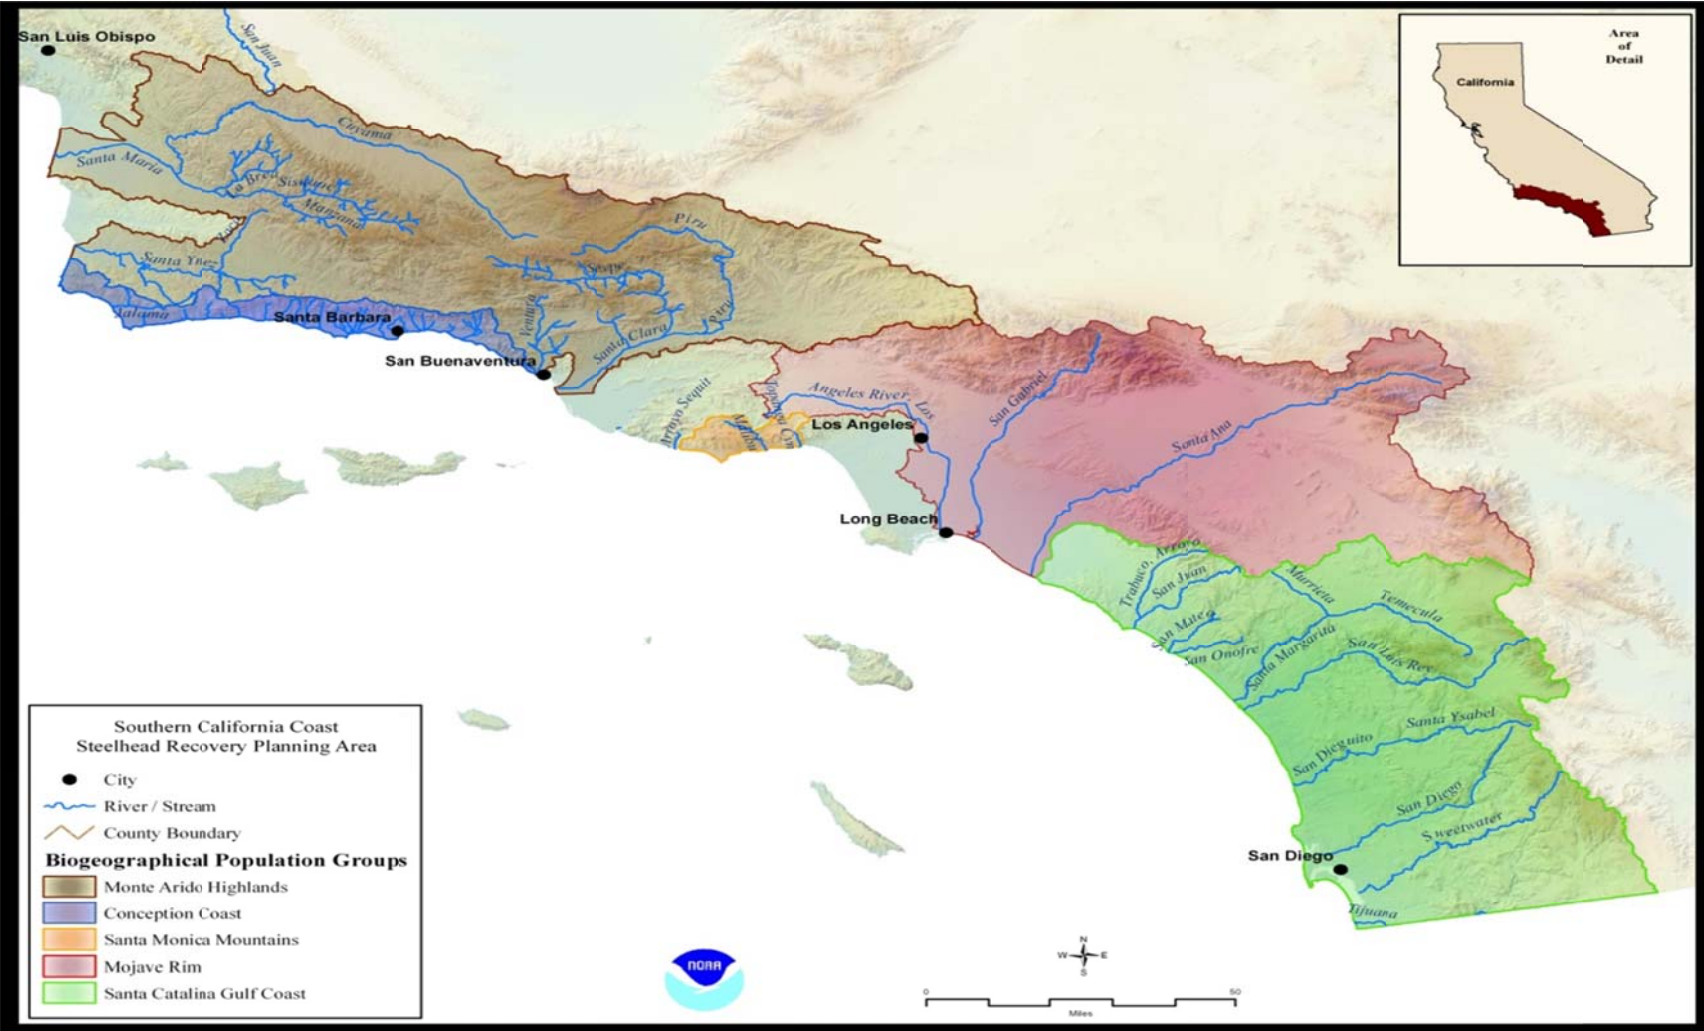 San Luis Obispo
San Juan
Area
of
Detail
California
Cuyama
Santa Maria
La Brea
Sisquoc
Manzana
Piru
Santa Ynez
Sespe
Jalama
Santa Barbara
Ventura
Santa Clara
Piru
San Buenaventura
Arroyo Sequit
Malibu
Topanga Cyn
Angeles River, Los
San Gabriel
Los Angeles
Santa Ana
Long Beach
Trabuco, Arroyo
San Juan
Murrieta
Temecula
San Mateo
San Onofre
Santa Margarita
San Luis Rey
Santa Ysabel
San Dieguito
San Diego
Sweetwater
San Diego
Tijuana
Southern California Coast
Steelhead Recovery Planning Area
City
River / Stream
County Boundary
Biogeographical Population Groups
Monte Arido Highlands
Conception Coast
Santa Monica Mountains
Mojave Rim
Santa Catalina Gulf Coast
NOAA
N
W E
S
0 50
Miles